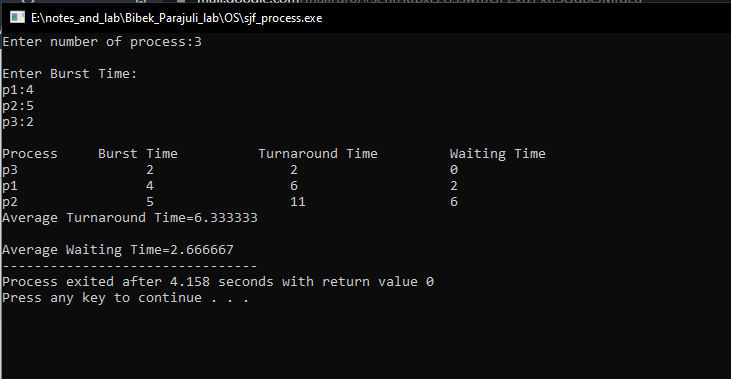 E:\notes_and_lab\Bibek_Parajuli_lab\OS\sjf_process.exe
Enter number of process:3
Enter Burst Time:
p1:4
p2:5
p3:2
Process Burst Time Turnaround Time Waiting Time
p3 2 2 0
p1 4 6 2
p2 5 11 6
Average Turnaround Time=6.333333
Average Waiting Time=2.666667
--------------------------------
Process exited after 4.158 seconds with return value 0
Press any key to continue . . .